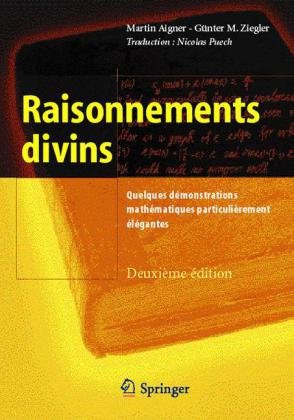 Martin Aigner - Günter M. Ziegler
Traduction : Nicolas Puech
Raisonnements
divins
Quelques démonstrations
mathématiques particulièrement
élégantes
Deuxième édition
Springer